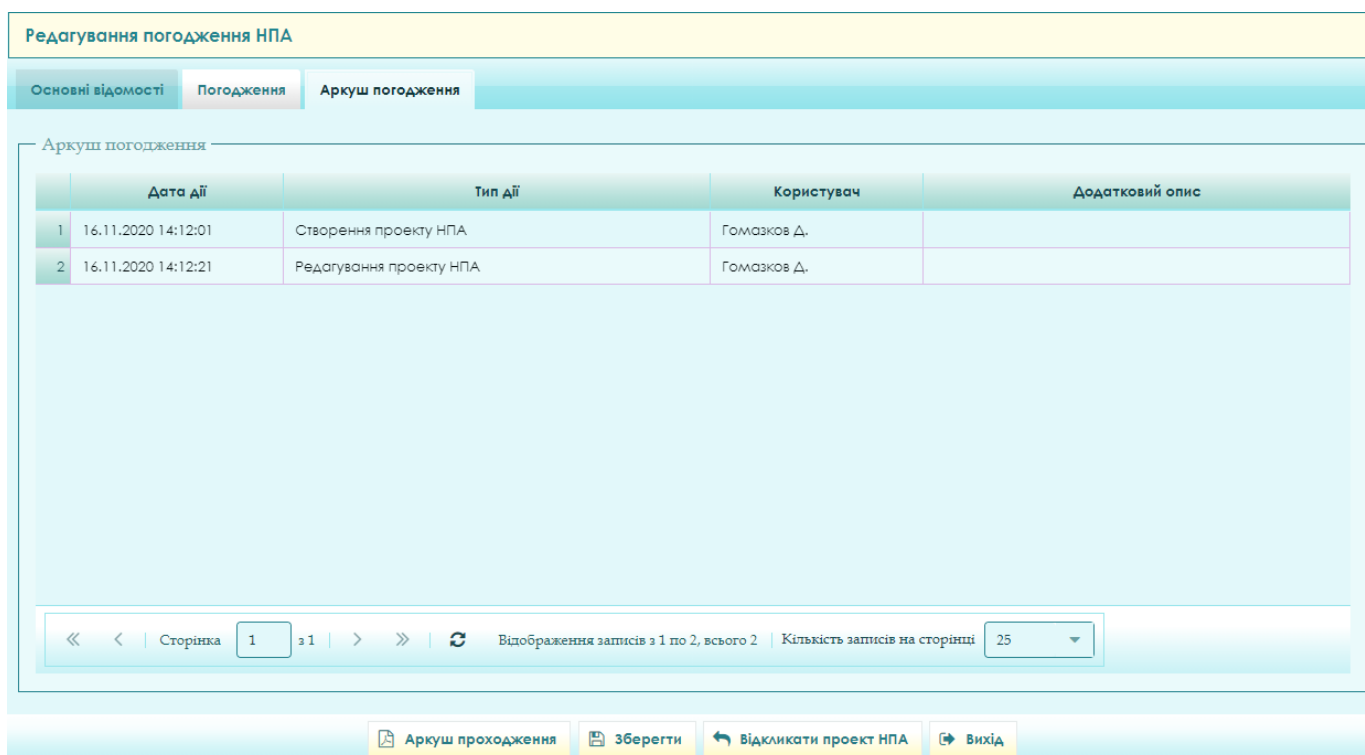 Редагування погодження НПА
Основні відомості Погодження Аркуш погодження
Аркуш погодження
Дата дії Тип дії Користувач Додатковий опис
1 16.11.2020 14:12:01 Створення проекту НПА Гомазков Д.
2 16.11.2020 14:12:21 Редагування проекту НПА Гомазков Д.
Сторінка 1 з 1 Відображення записів з 1 по 2, всього 2 Кількість записів на сторінці 25
Аркуш проходження Зберегти Відкликати проект НПА Вихід